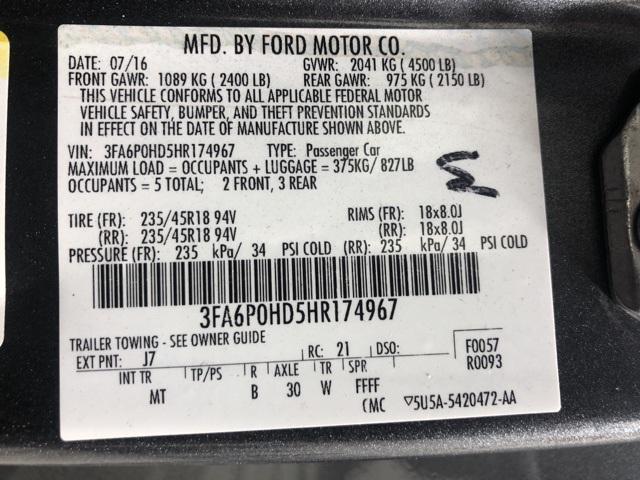 MFD. BY FORD MOTOR CO.
DATE: 07/16 GVWR: 2041 KG ( 4500 LB)
FRONT GAWR: 1089 KG ( 2400 LB) REAR GAWR: 975 KG ( 2150 LB)
THIS VEHICLE CONFORMS TO ALL APPLICABLE FEDERAL MOTOR
VEHICLE SAFETY, BUMPER, AND THEFT PREVENTION STANDARDS
IN EFFECT ON THE DATE OF MANUFACTURE SHOWN ABOVE.
VIN: 3FA6P0HD5HR174967 TYPE: Passenger Car
MAXIMUM LOAD = OCCUPANTS + LUGGAGE = 375KG/ 827LB
OCCUPANTS = 5 TOTAL; 2 FRONT, 3 REAR
TIRE (FR): 235/45R18 94V RIMS (FR): 18x8.0J
(RR): 235/45R18 94V (RR): 18x8.0J
PRESSURE (FR): 235 kPa/ 34 PSI COLD (RR): 235 kPa/ 34 PSI COLD
3FA6P0HD5HR174967
TRAILER TOWING - SEE OWNER GUIDE
EXT PNT: J7 RC: 21 DSO: F0057
R0093
INT TR TP/PS R AXLE TR SPR
MT B 30 W FFFF
CMC ▽5U5A-5420472-AA